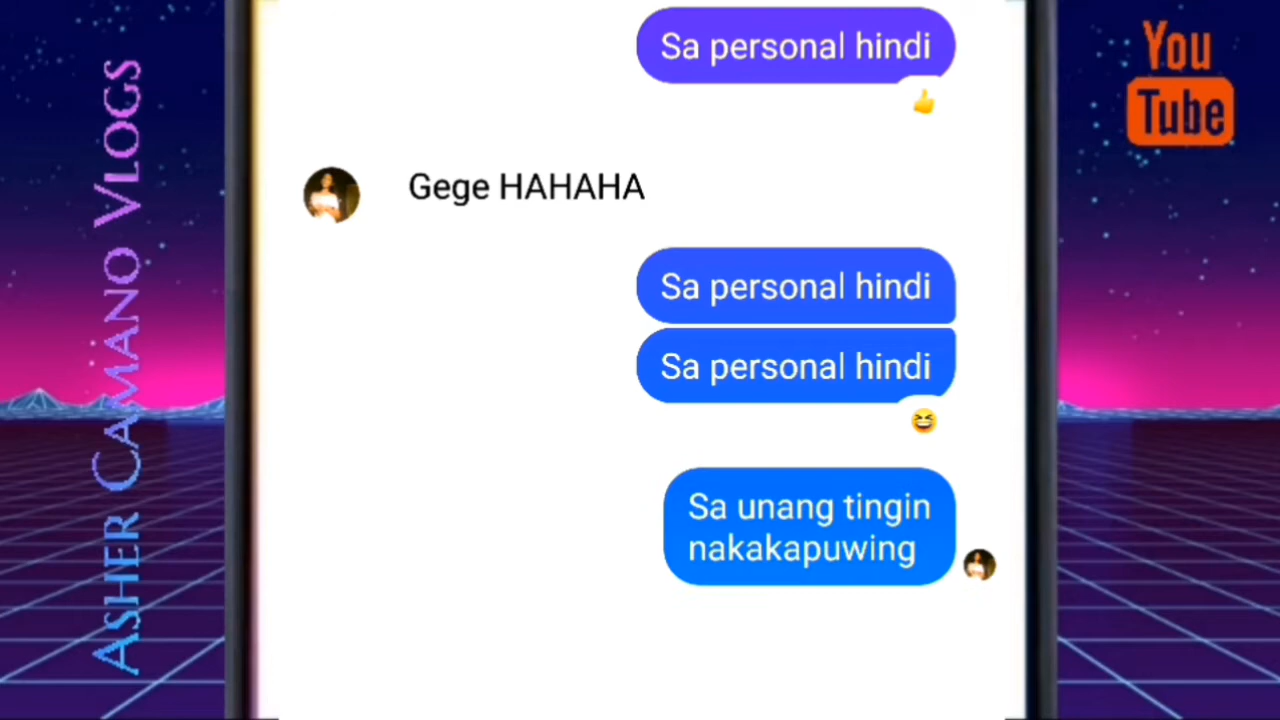 Sa personal hindi
Gege HAHAHA
Sa personal hindi
Sa personal hindi
Sa unang tingin
nakakapuwing
ASHER CAMANO VLOGS
You
Tube